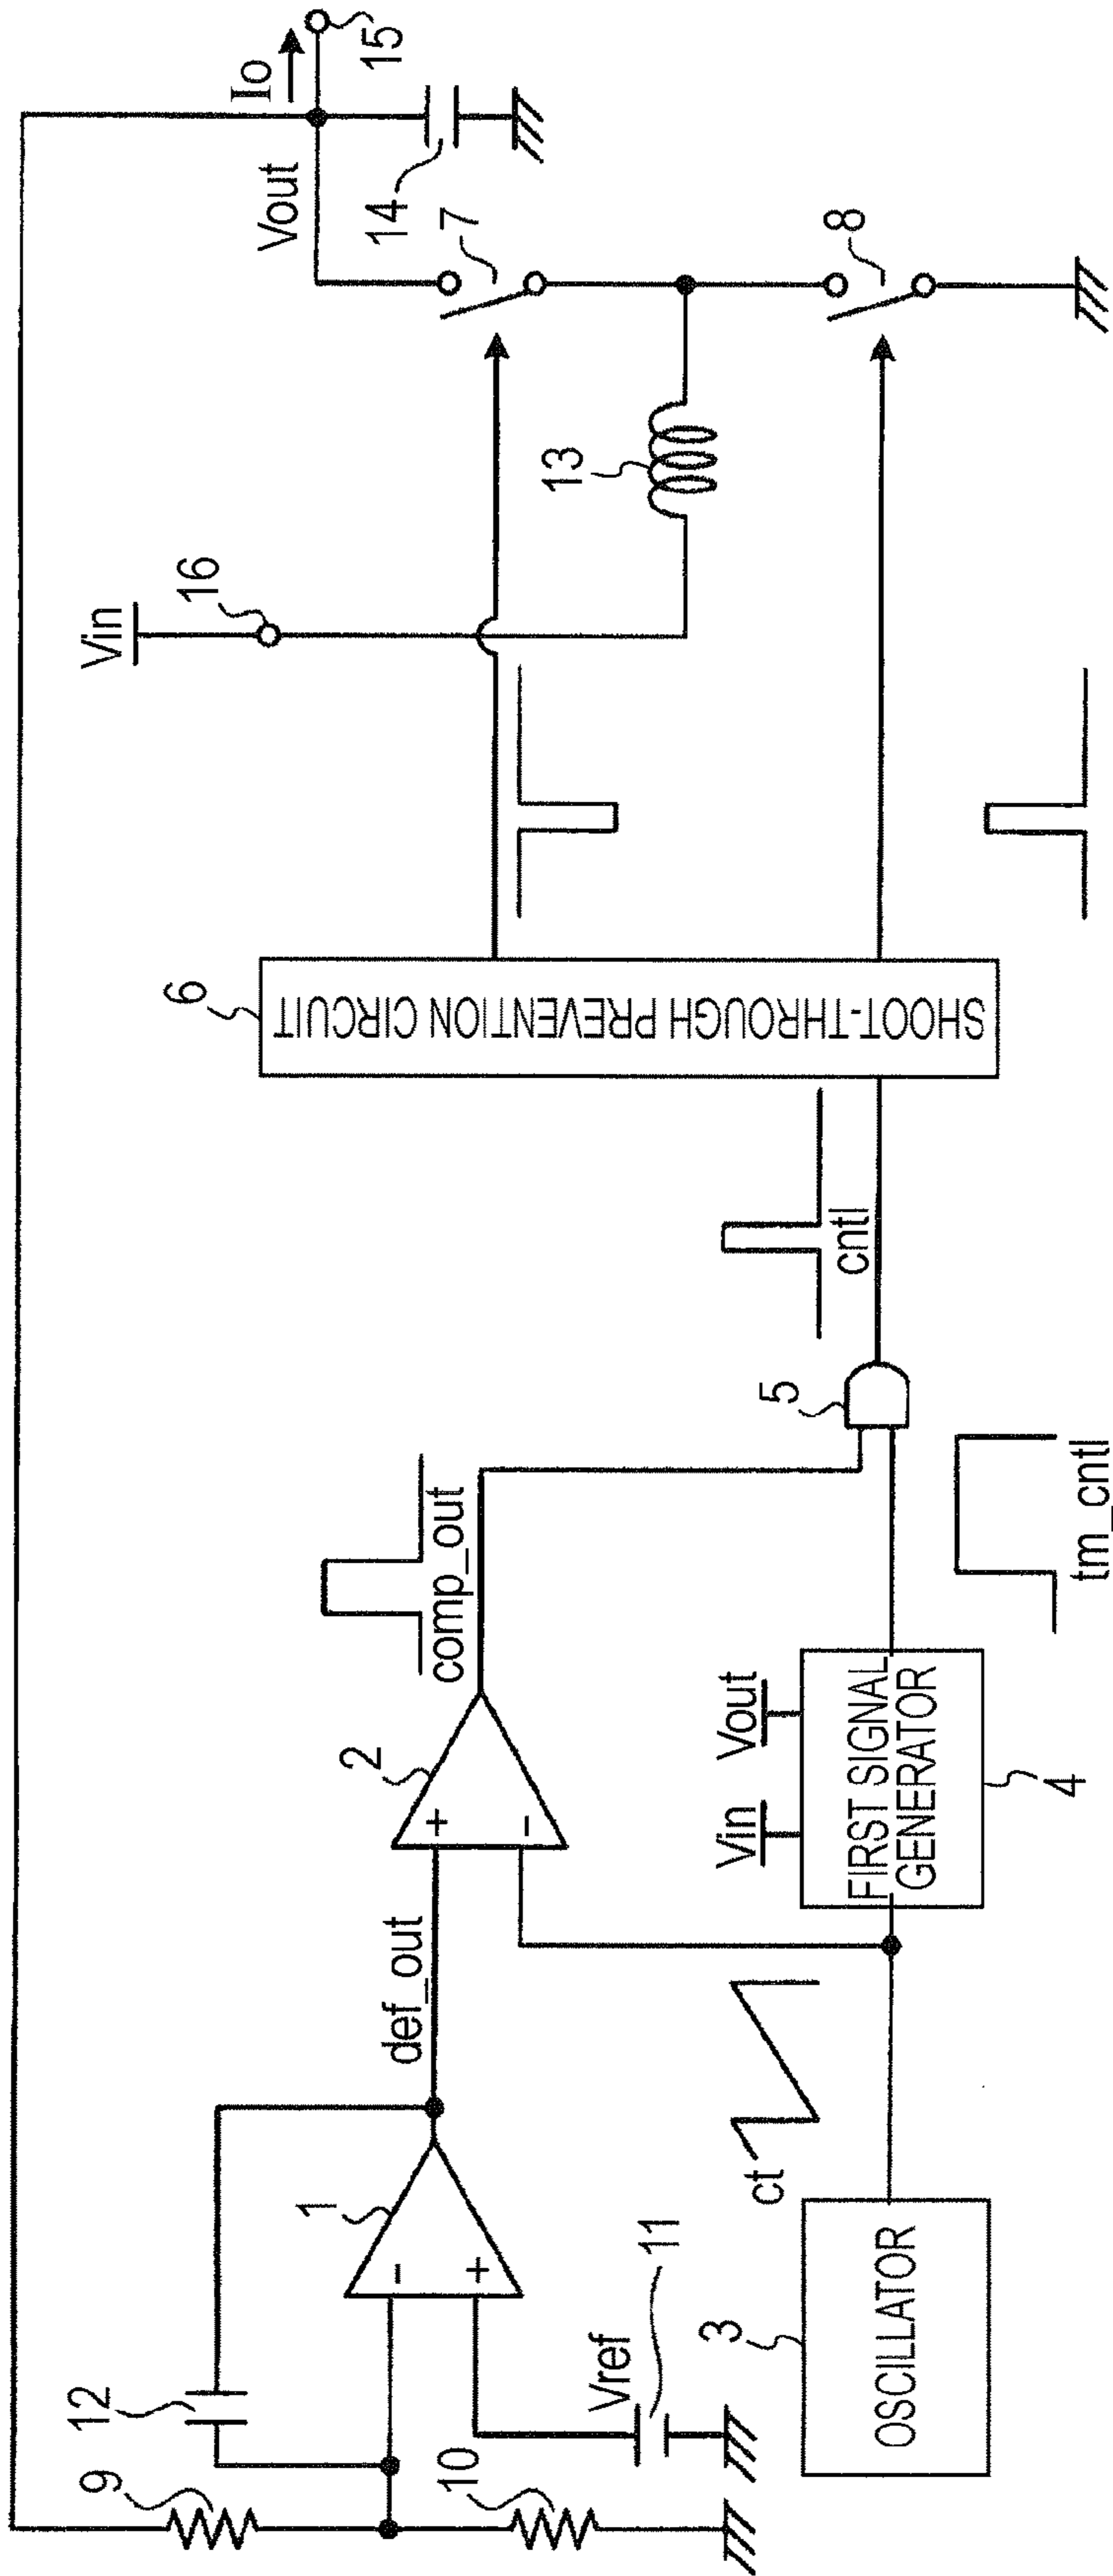 Io
15
Vout
14
7
8
Vin
16
13
6
SHOOT-THROUGH PREVENTION CIRCUIT
cntl
5
comp_out
2
+
-
def_out
tm_cntl
Vin
Vout
FIRST SIGNAL
GENERATOR
4
12
9
1
-
+
10
Vref
11
ct
3
OSCILLATOR